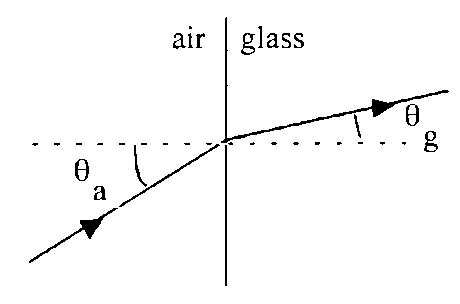 air glass
θg
θa